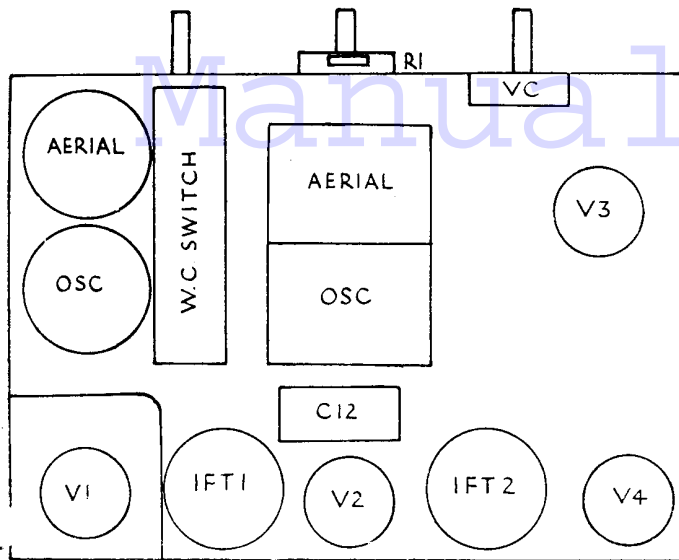 Manual
R1
VC
AERIAL
W.C. SWITCH
AERIAL
V3
OSC
OSC
C12
V1
IFT1
V2
IFT2
V4